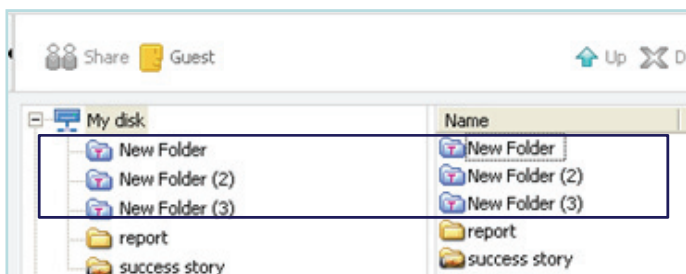 Share Guest Up D
My disk Name
New Folder New Folder
New Folder (2) New Folder (2)
New Folder (3) New Folder (3)
report report
success story success story